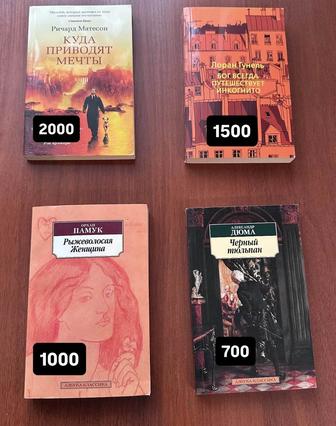 Ричард Матесон
КУДА
ПРИВОДЯТ
МЕЧТЫ
2000
Лоран Гунель
БОГ ВСЕГДА
ПУТЕШЕСТВУЕТ
ИНКОГНИТО
1500
ОРХАН
ПАМУК
Рыжеволосая
Женщина
1000
АЗБУКА-КЛАССИКА
АЛЕКСАНДР
ДЮМА
Черный
тюльпан
700
АЗБУКА-КЛАССИКА